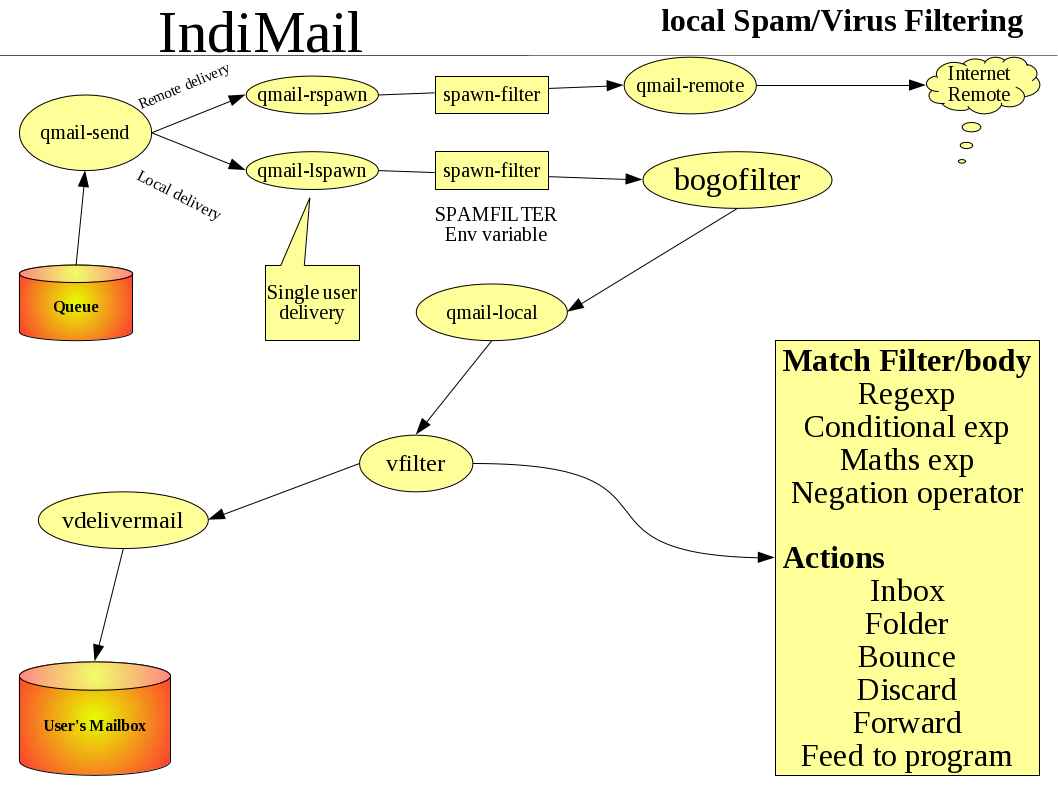 IndiMail
local Spam/Virus Filtering
Remote delivery
qmail-send
qmail-rspawn
spawn-filter
qmail-remote
Internet
Remote
Local delivery
qmail-lspawn
spawn-filter
bogofilter
SPAMFILTER
Env variable
Queue
Single user
delivery
qmail-local
vfilter
vdelivermail
User's Mailbox
Match Filter/body
Regexp
Conditional exp
Maths exp
Negation operator
Actions
Inbox
Folder
Bounce
Discard
Forward
Feed to program